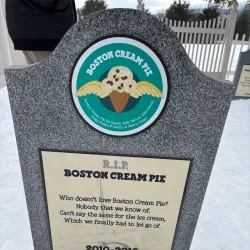 BOSTON CREAM PIE
R.I.P.
BOSTON CREAM PIE
Who doesn't love Boston Cream Pie?
Nobody that we know of.
Can't say the same for the ice cream,
Which we finally had to let go of.